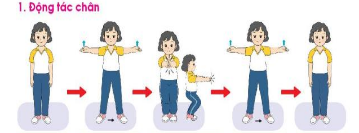 1. Động tác chân